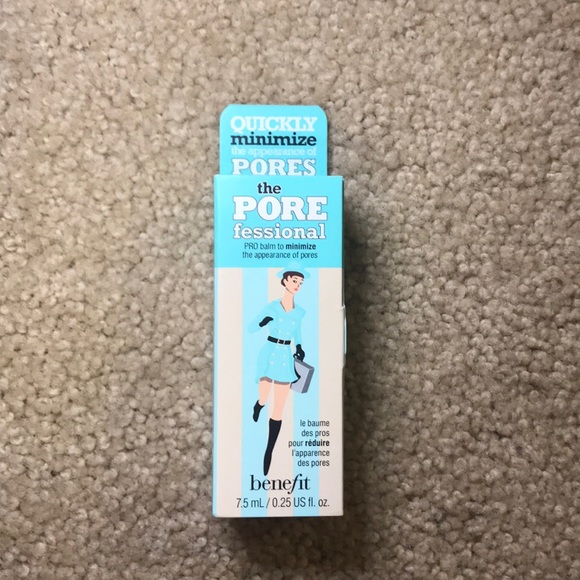 QUICKLY
minimize
the appearance of
PORES
the
PORE
fessional
PRO balm to minimize
the appearance of pores
le baume
des pros
pour réduire
l'apparence
des pores
benefit
7.5 mL / 0.25 US fl. oz.